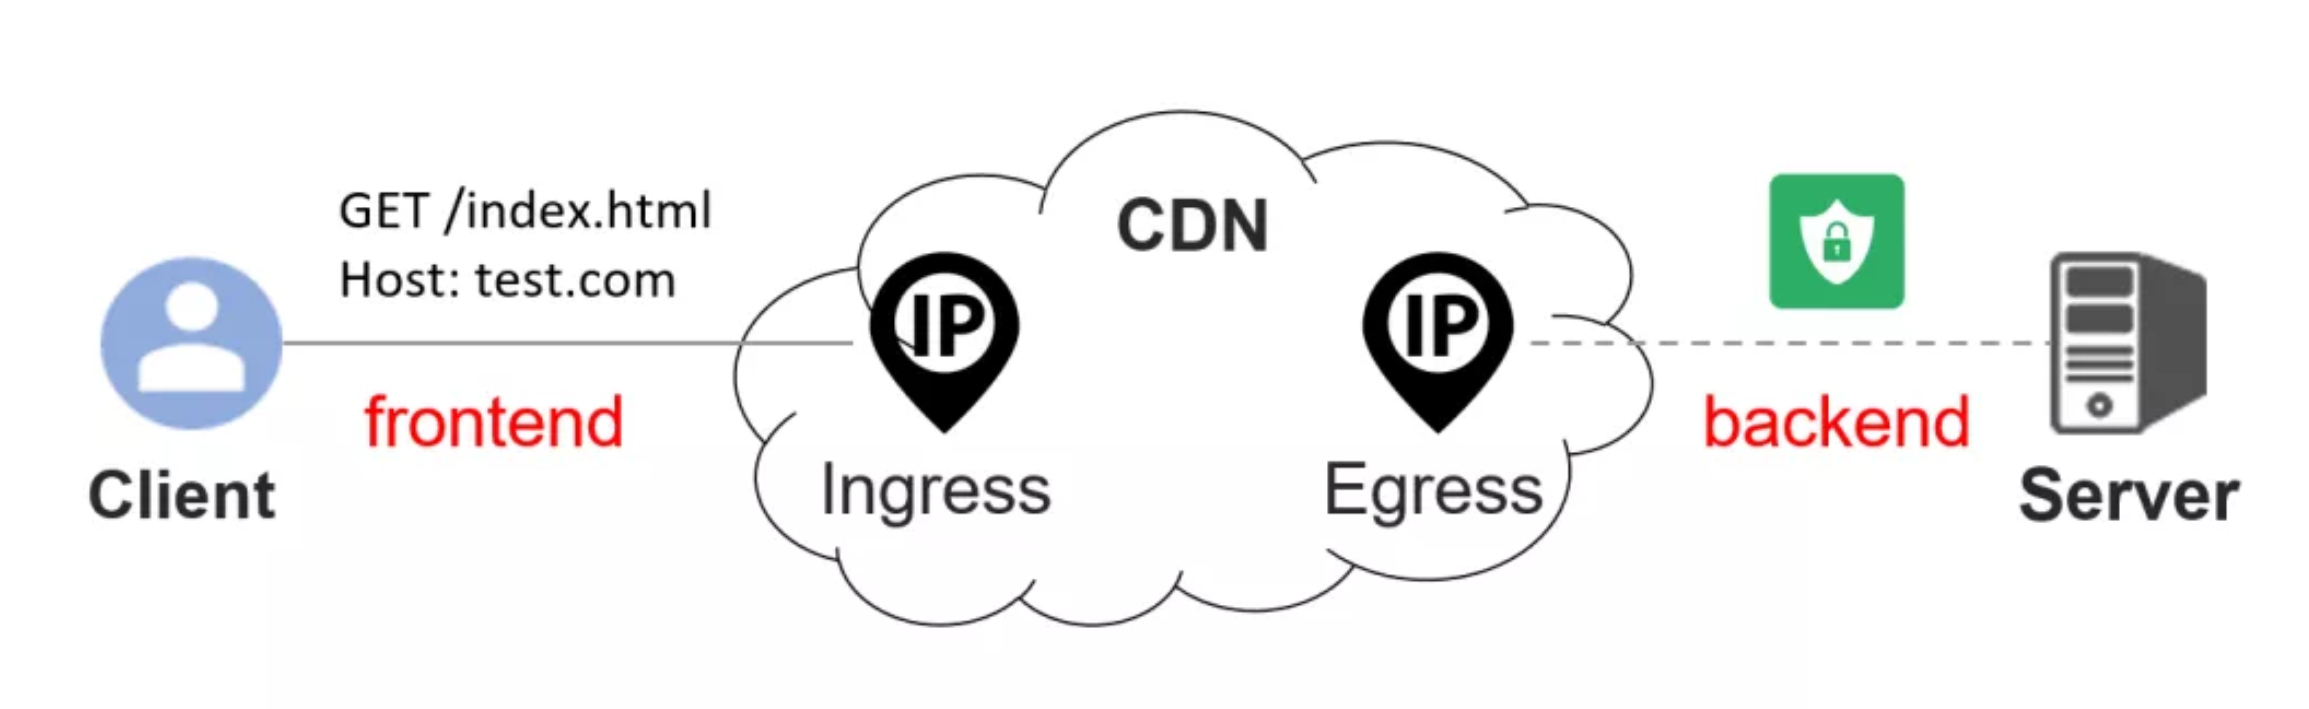 GET /index.html
Host: test.com
CDN
IP
IP
frontend
backend
Client
Ingress
Egress
Server